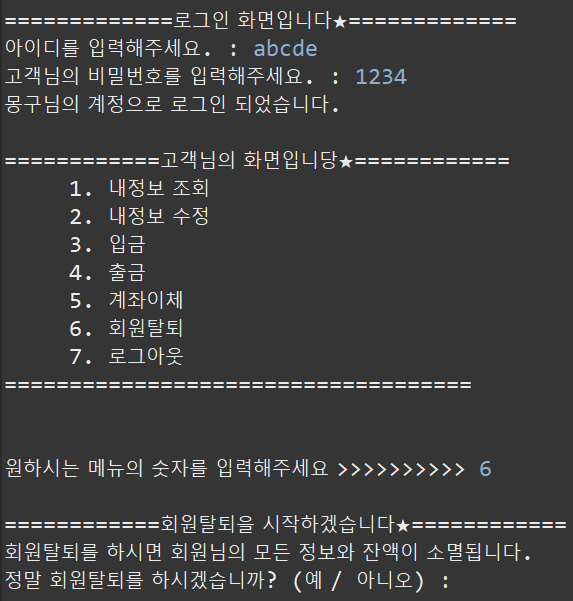 =============로그인 화면입니다★=============
아이디를 입력해주세요. : abcde
고객님의 비밀번호를 입력해주세요. : 1234
몽구님의 계정으로 로그인 되었습니다.
============고객님의 화면입니당★============
1. 내정보 조회
2. 내정보 수정
3. 입금
4. 출금
5. 계좌이체
6. 회원탈퇴
7. 로그아웃
====================================
원하시는 메뉴의 숫자를 입력해주세요 >>>>>>>>>> 6
============회원탈퇴을 시작하겠습니다★============
회원탈퇴를 하시면 회원님의 모든 정보와 잔액이 소멸됩니다.
정말 회원탈퇴를 하시겠습니까? (예 / 아니오) :